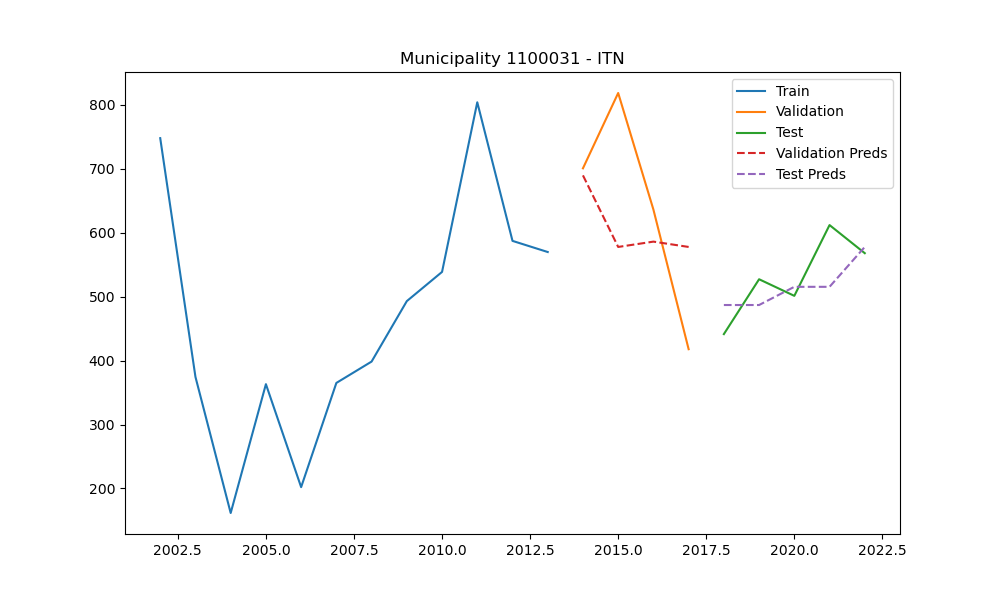 Municipality 1100031 - ITN
Train
Validation
Test
Validation Preds
Test Preds
800
700
600
500
400
300
200
2002.5 2005.0 2007.5 2010.0 2012.5 2015.0 2017.5 2020.0 2022.5